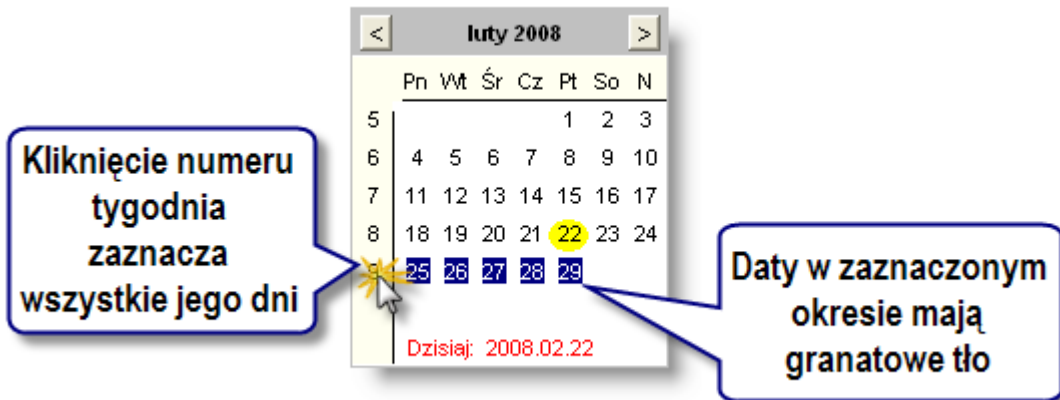 < luty 2008 >
Pn Wt Śr Cz Pt So N
5 1 2 3
6 4 5 6 7 8 9 10
7 11 12 13 14 15 16 17
8 18 19 20 21 22 23 24
9 25 26 27 28 29
Dzisiaj: 2008.02.22
Kliknięcie numeru
tygodnia
zaznacza
wszystkie jego dni
Daty w zaznaczonym
okresie mają
granatowe tło